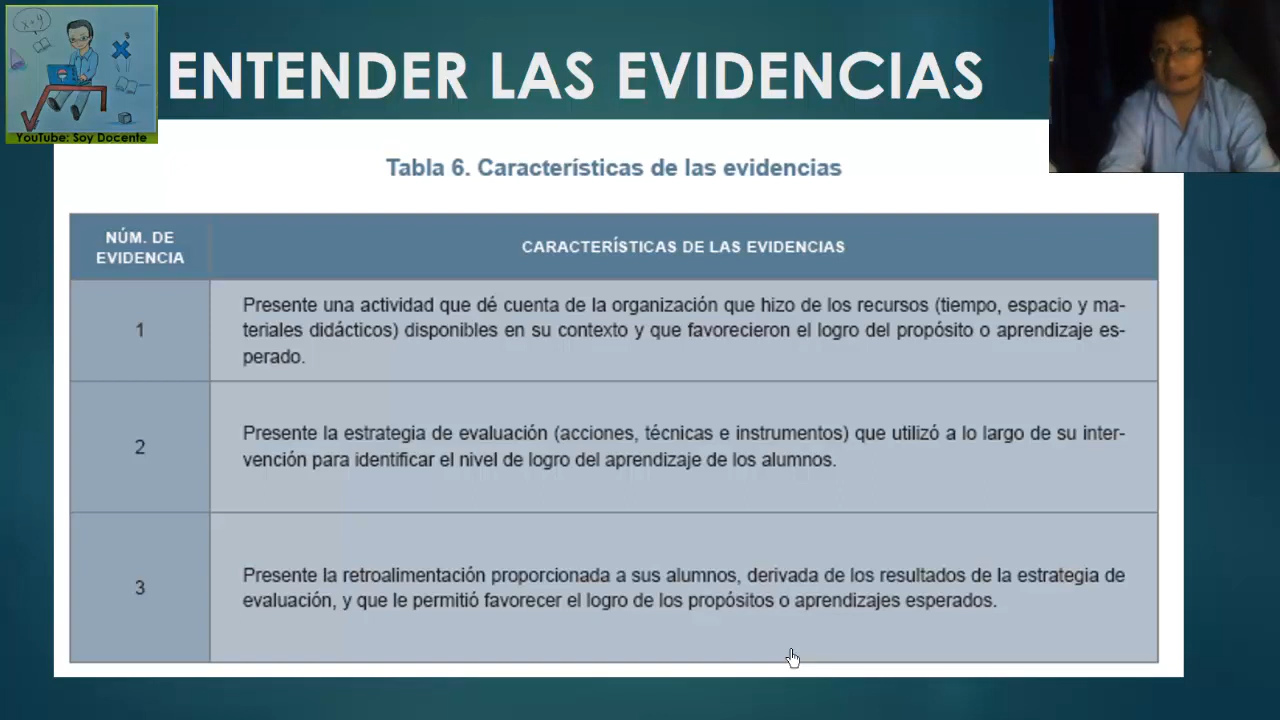 x+y
3
YouTube: Soy Docente
ENTENDER LAS EVIDENCIAS
Tabla 6. Características de las evidencias
NÚM. DE
EVIDENCIA
CARACTERÍSTICAS DE LAS EVIDENCIAS
1
Presente una actividad que dé cuenta de la organización que hizo de los recursos (tiempo, espacio y ma-
teriales didácticos) disponibles en su contexto y que favorecieron el logro del propósito o aprendizaje es-
perado.
2
Presente la estrategia de evaluación (acciones, técnicas e instrumentos) que utilizó a lo largo de su inter-
vención para identificar el nivel de logro del aprendizaje de los alumnos.
3
Presente la retroalimentación proporcionada a sus alumnos, derivada de los resultados de la estrategia de
evaluación, y que le permitió favorecer el logro de los propósitos o aprendizajes esperados.